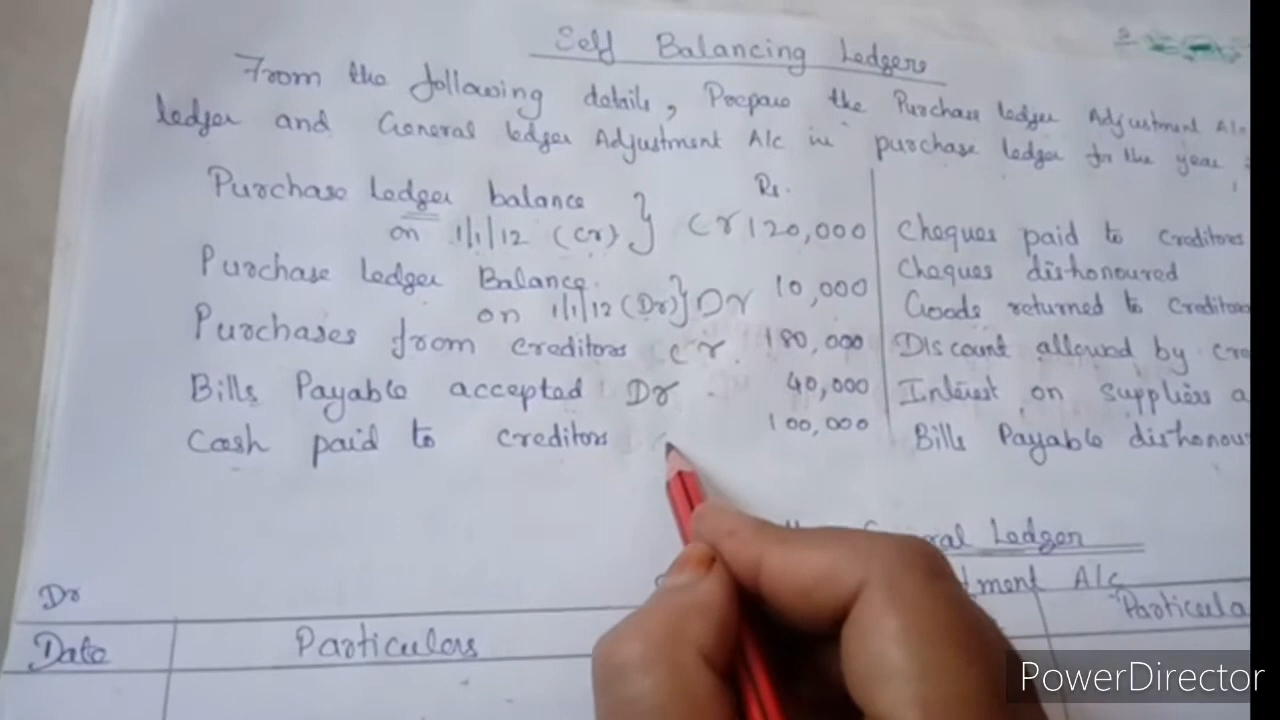 Self Balancing Ledgers
From the following details, Prepare the Purchase ledger Adjustment A/c
ledger and General ledger Adjustment A/c in purchase ledger for the year
Rs.
Purchase Ledger balance
on 1/1/12 (Cr) } Cr 120,000
Purchase Ledger Balance
on 1/1/12 (Dr) } Dr 10,000
Purchases from creditors Cr 180,000
Bills Payable accepted Dr 40,000
Cash paid to creditors 100,000
Cheques paid to creditors
Cheques dishonoured
Goods returned to Creditors
Discount allowed by cre
Interest on suppliers a
Bills Payable dishonou
ral Ledger
Dr
tment A/c
Date Particulars Particula
PowerDirector